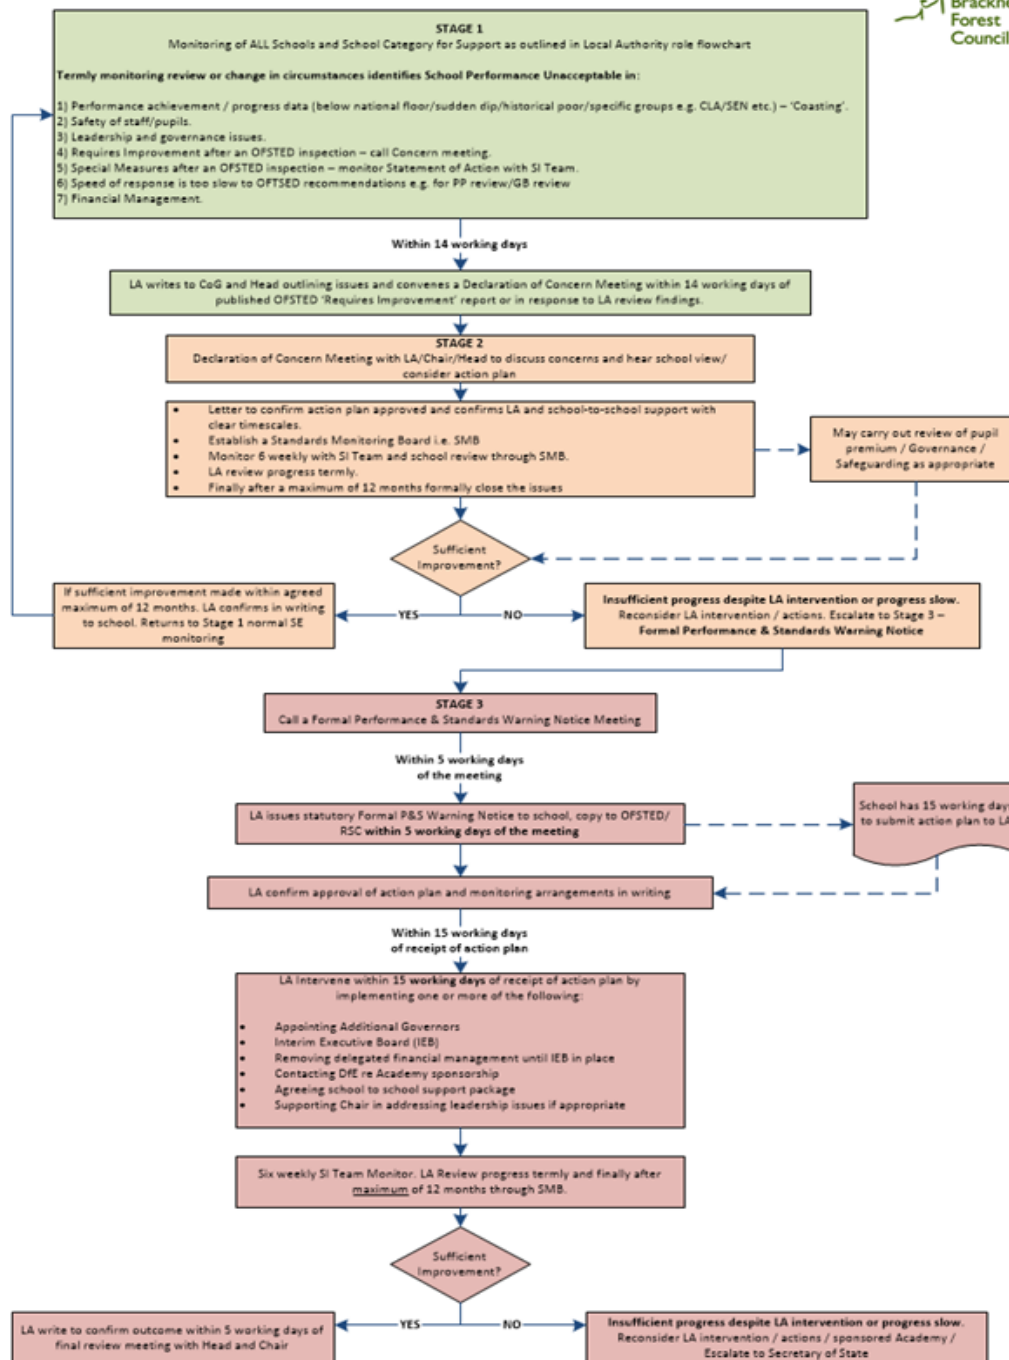 Brackne
Forest
Council
STAGE 1
Monitoring of ALL Schools and School Category for Support as outlined in Local Authority role flowchart
Termly monitoring review or change in circumstances identifies School Performance Unacceptable in:
1) Performance achievement / progress data (below national floor/sudden dip/historical poor/specific groups e.g. CLA/SEN etc.) – 'Coasting'.
2) Safety of staff/pupils.
3) Leadership and governance issues.
4) Requires Improvement after an OFSTED inspection – call Concern meeting.
5) Special Measures after an OFSTED inspection – monitor Statement of Action with SI Team.
6) Speed of response is too slow to OFTSED recommendations e.g. for PP review/GB review
7) Financial Management.
Within 14 working days
LA writes to CoG and Head outlining issues and convenes a Declaration of Concern Meeting within 14 working days of
published OFSTED 'Requires Improvement' report or in response to LA review findings.
STAGE 2
Declaration of Concern Meeting with LA/Chair/Head to discuss concerns and hear school view/
consider action plan
• Letter to confirm action plan approved and confirms LA and school-to-school support with
clear timescales.
• Establish a Standards Monitoring Board i.e. SMB
• Monitor 6 weekly with SI Team and school review through SMB.
• LA review progress termly.
• Finally after a maximum of 12 months formally close the issues
May carry out review of pupil
premium / Governance /
Safeguarding as appropriate
Sufficient
Improvement?
If sufficient improvement made within agreed
maximum of 12 months. LA confirms in writing
to school. Returns to Stage 1 normal SE
monitoring
YES
NO
Insufficient progress despite LA intervention or progress slow.
Reconsider LA intervention / actions. Escalate to Stage 3 –
Formal Performance & Standards Warning Notice
STAGE 3
Call a Formal Performance & Standards Warning Notice Meeting
Within 5 working days
of the meeting
LA issues statutory Formal P&S Warning Notice to school, copy to OFSTED/
RSC within 5 working days of the meeting
School has 15 working days
to submit action plan to LA
LA confirm approval of action plan and monitoring arrangements in writing
Within 15 working days
of receipt of action plan
LA Intervene within 15 working days of receipt of action plan by
implementing one or more of the following:
• Appointing Additional Governors
• Interim Executive Board (IEB)
• Removing delegated financial management until IEB in place
• Contacting DfE re Academy sponsorship
• Agreeing school to school support package
• Supporting Chair in addressing leadership issues if appropriate
Six weekly SI Team Monitor. LA Review progress termly and finally after
maximum of 12 months through SMB.
Sufficient
Improvement?
LA write to confirm outcome within 5 working days of
final review meeting with Head and Chair
YES
NO
Insufficient progress despite LA intervention or progress slow.
Reconsider LA intervention / actions / sponsored Academy /
Escalate to Secretary of State